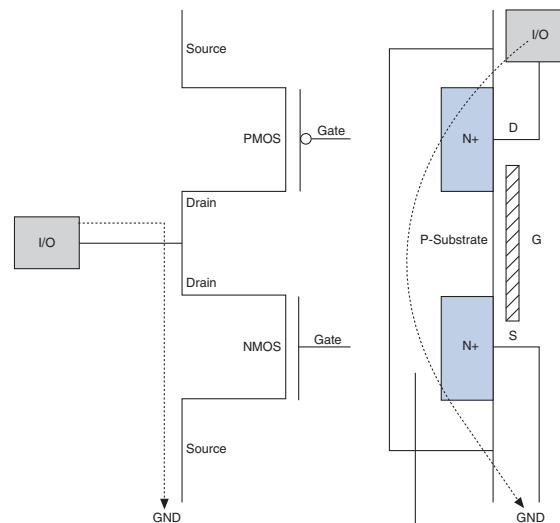 Source
PMOS
Gate
Drain
I/O
Drain
NMOS
Gate
Source
GND
I/O
N+
D
P-Substrate
G
N+
S
GND